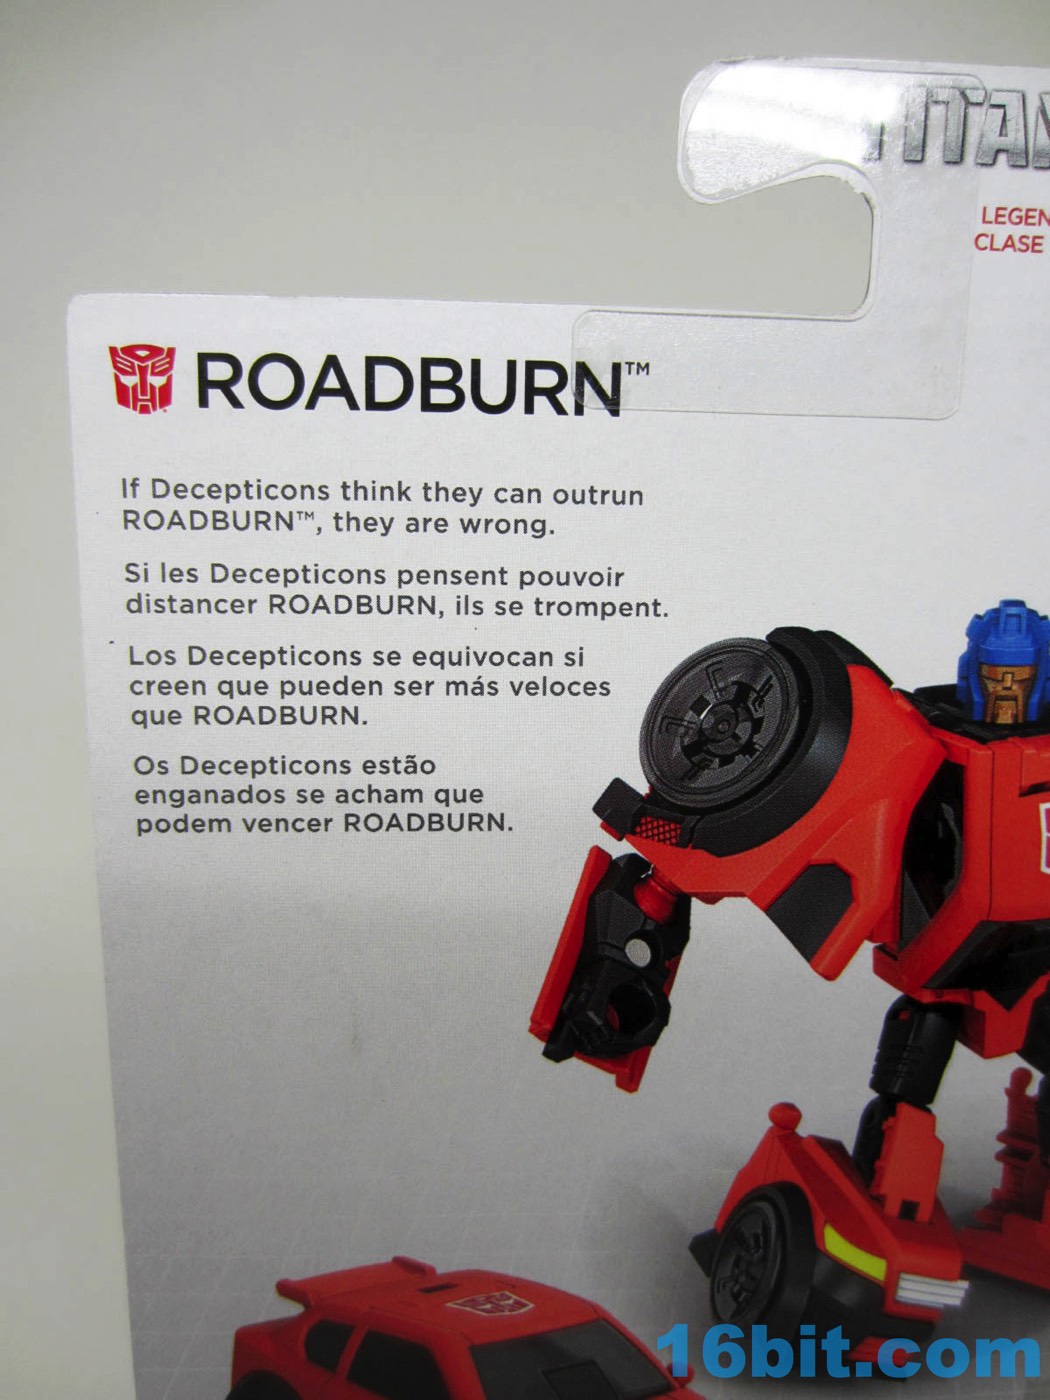 LEGEN
CLASE
ROADBURN™
If Decepticons think they can outrun
ROADBURN™, they are wrong.
Si les Decepticons pensent pouvoir
distancer ROADBURN, ils se trompent.
Los Decepticons se equivocan si
creen que pueden ser más veloces
que ROADBURN.
Os Decepticons estão
enganados se acham que
podem vencer ROADBURN.
16bit.com